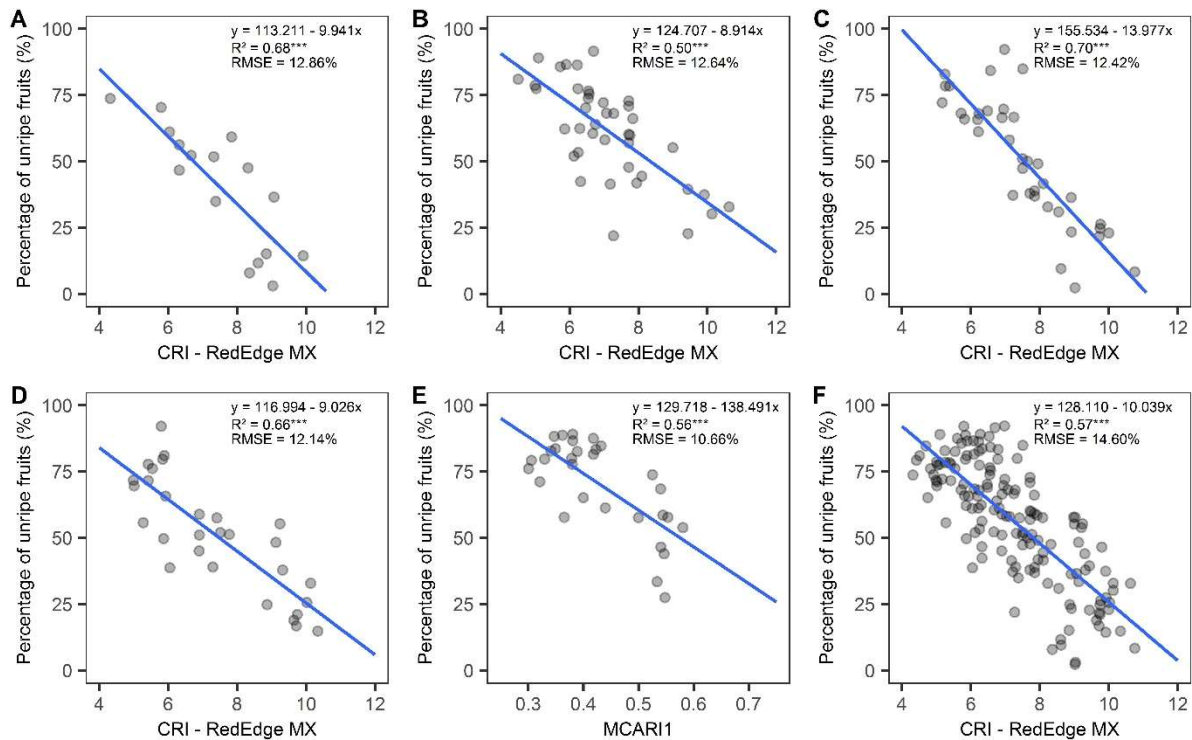 A
y = 113.211 - 9.941x
R² = 0.68***
RMSE = 12.86%
Percentage of unripe fruits (%)
100
75
50
25
0
4 6 8 10 12
CRI - RedEdge MX
B
y = 124.707 - 8.914x
R² = 0.50***
RMSE = 12.64%
Percentage of unripe fruits (%)
100
75
50
25
0
4 6 8 10 12
CRI - RedEdge MX
C
y = 155.534 - 13.977x
R² = 0.70***
RMSE = 12.42%
Percentage of unripe fruits (%)
100
75
50
25
0
4 6 8 10 12
CRI - RedEdge MX
D
y = 116.994 - 9.026x
R² = 0.66***
RMSE = 12.14%
Percentage of unripe fruits (%)
100
75
50
25
0
4 6 8 10 12
CRI - RedEdge MX
E
y = 129.718 - 138.491x
R² = 0.56***
RMSE = 10.66%
Percentage of unripe fruits (%)
100
75
50
25
0
0.3 0.4 0.5 0.6 0.7
MCARI1
F
y = 128.110 - 10.039x
R² = 0.57***
RMSE = 14.60%
Percentage of unripe fruits (%)
100
75
50
25
0
4 6 8 10 12
CRI - RedEdge MX